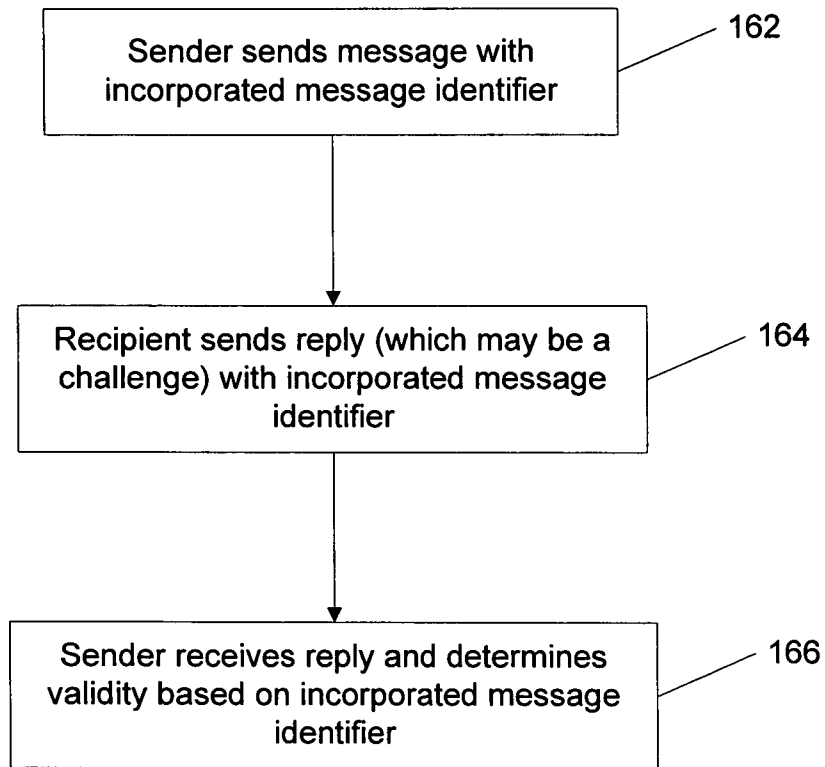 Sender sends message with
incorporated message identifier
162
Recipient sends reply (which may be a
challenge) with incorporated message
identifier
164
Sender receives reply and determines
validity based on incorporated message
identifier
166